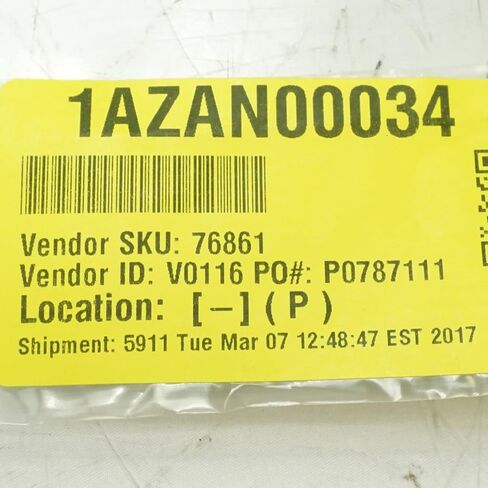 1AZAN00034
Vendor SKU: 76861
Vendor ID: V0116 PO#: P0787111
Location: [-] ( P )
Shipment: 5911 Tue Mar 07 12:48:47 EST 2017